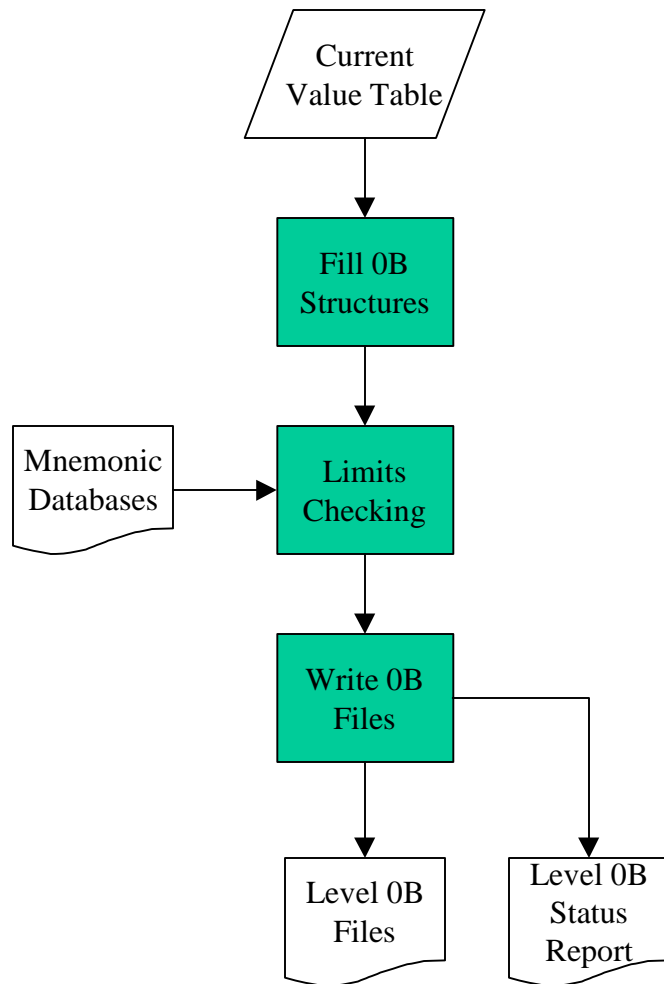 Current
Value Table
Fill 0B
Structures
Mnemonic
Databases
Limits
Checking
Write 0B
Files
Level 0B
Files
Level 0B
Status
Report